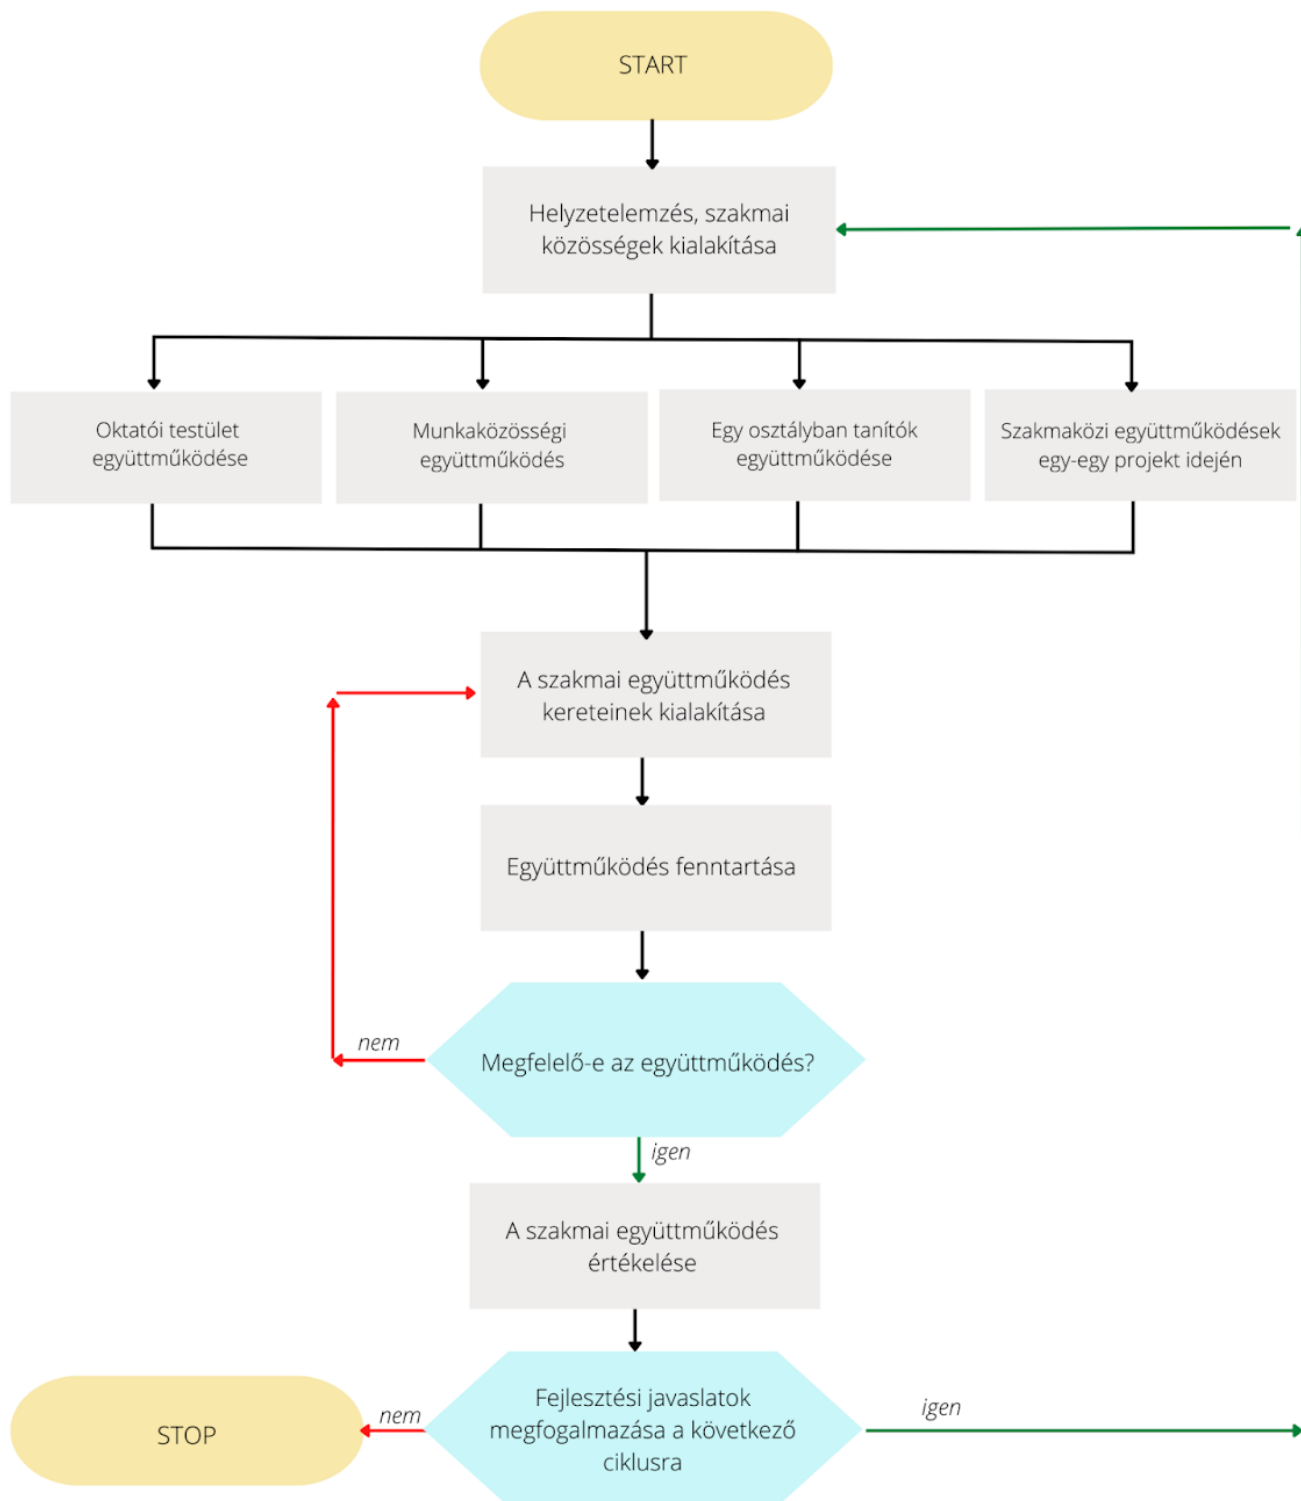 START
Helyzetelemzés, szakmai
közösségek kialakítása
Oktatói testület
együttműködése
Munkaközösségi
együttműködés
Egy osztályban tanítók
együttműködése
Szakmaközi együttműködések
egy-egy projekt idején
A szakmai együttműködés
kereteinek kialakítása
Együttműködés fenntartása
nem
Megfelelő-e az együttműködés?
igen
A szakmai együttműködés
értékelése
Fejlesztési javaslatok
megfogalmazása a következő
ciklusra
nem
igen
STOP